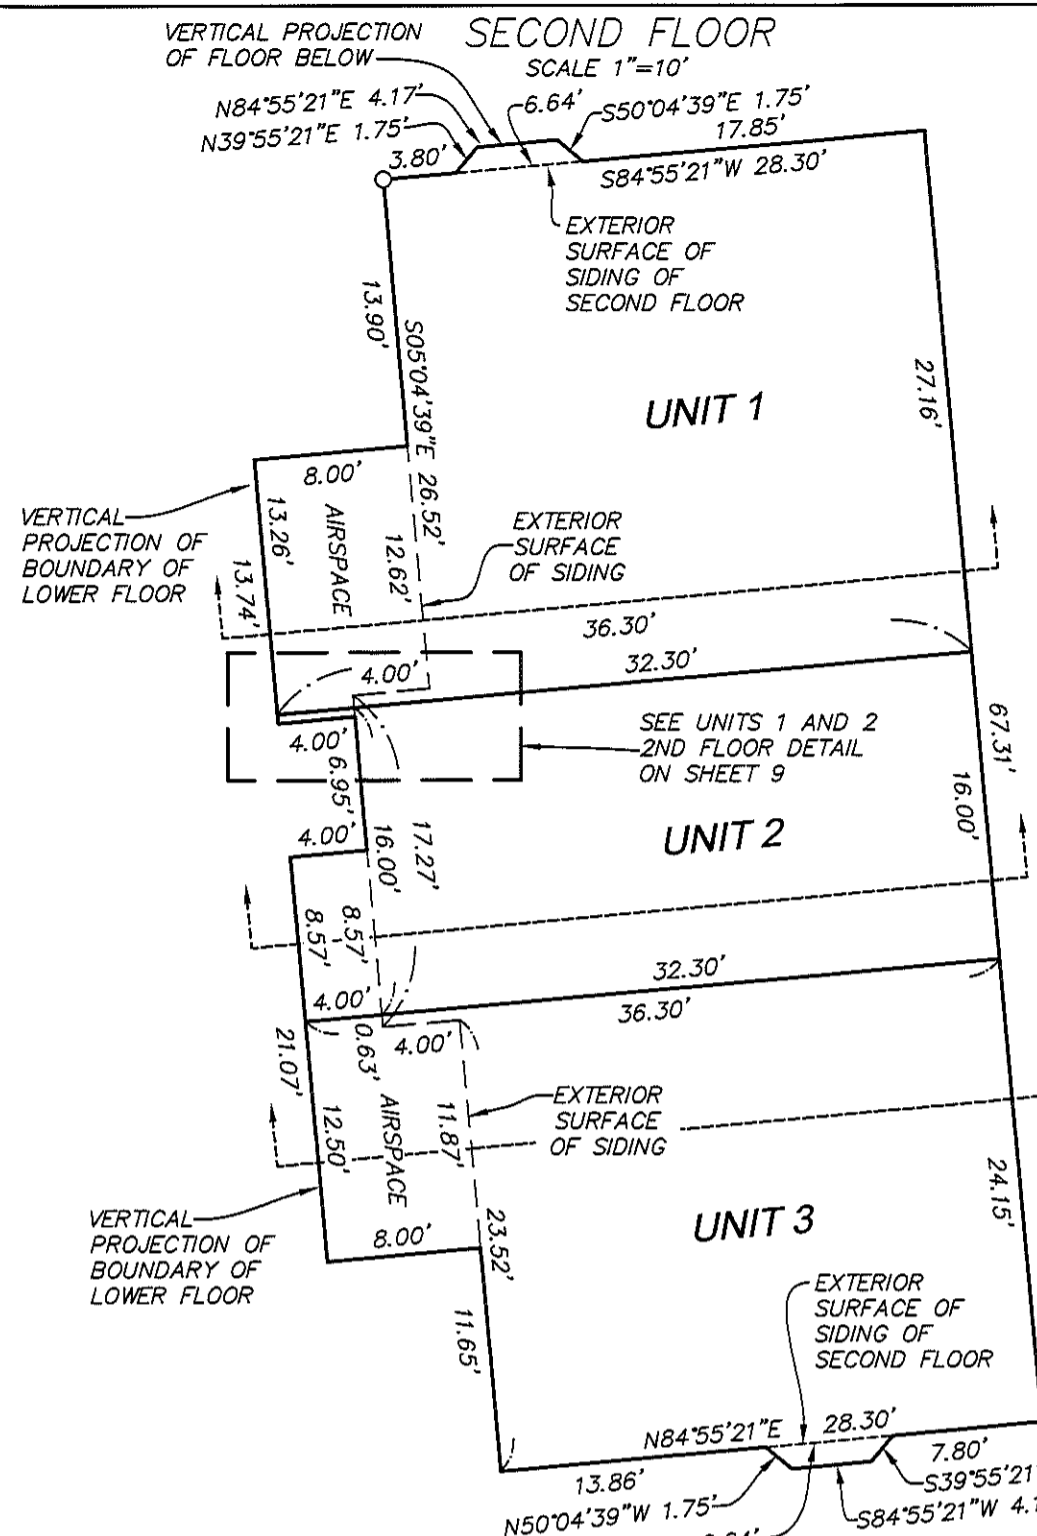 VERTICAL PROJECTION
OF FLOOR BELOW
SECOND FLOOR
SCALE 1"=10'
N84°55'21"E 4.17'
N39°55'21"E 1.75'
6.64'
S50°04'39"E 1.75'
17.85'
3.80'
S84°55'21"W 28.30'
EXTERIOR
SURFACE OF
SIDING OF
SECOND FLOOR
13.90'
S05°04'39"E 26.52'
27.16'
UNIT 1
8.00'
VERTICAL
PROJECTION OF
BOUNDARY OF
LOWER FLOOR
13.26'
AIRSPACE
12.62'
EXTERIOR
SURFACE
OF SIDING
13.74'
36.30'
32.30'
4.00'
4.00'
SEE UNITS 1 AND 2
2ND FLOOR DETAIL
ON SHEET 9
67.31'
6.95'
16.00'
4.00'
16.00'
17.27'
UNIT 2
8.57'
8.57'
32.30'
4.00'
36.30'
21.07'
0.63'
4.00'
12.50'
AIRSPACE
11.87'
EXTERIOR
SURFACE
OF SIDING
24.15'
VERTICAL
PROJECTION OF
BOUNDARY OF
LOWER FLOOR
8.00'
23.52'
UNIT 3
11.65'
EXTERIOR
SURFACE OF
SIDING OF
SECOND FLOOR
N84°55'21"E 28.30'
7.80'
13.86'
S39°55'21
N50°04'39"W 1.75'
S84°55'21"W 4.1